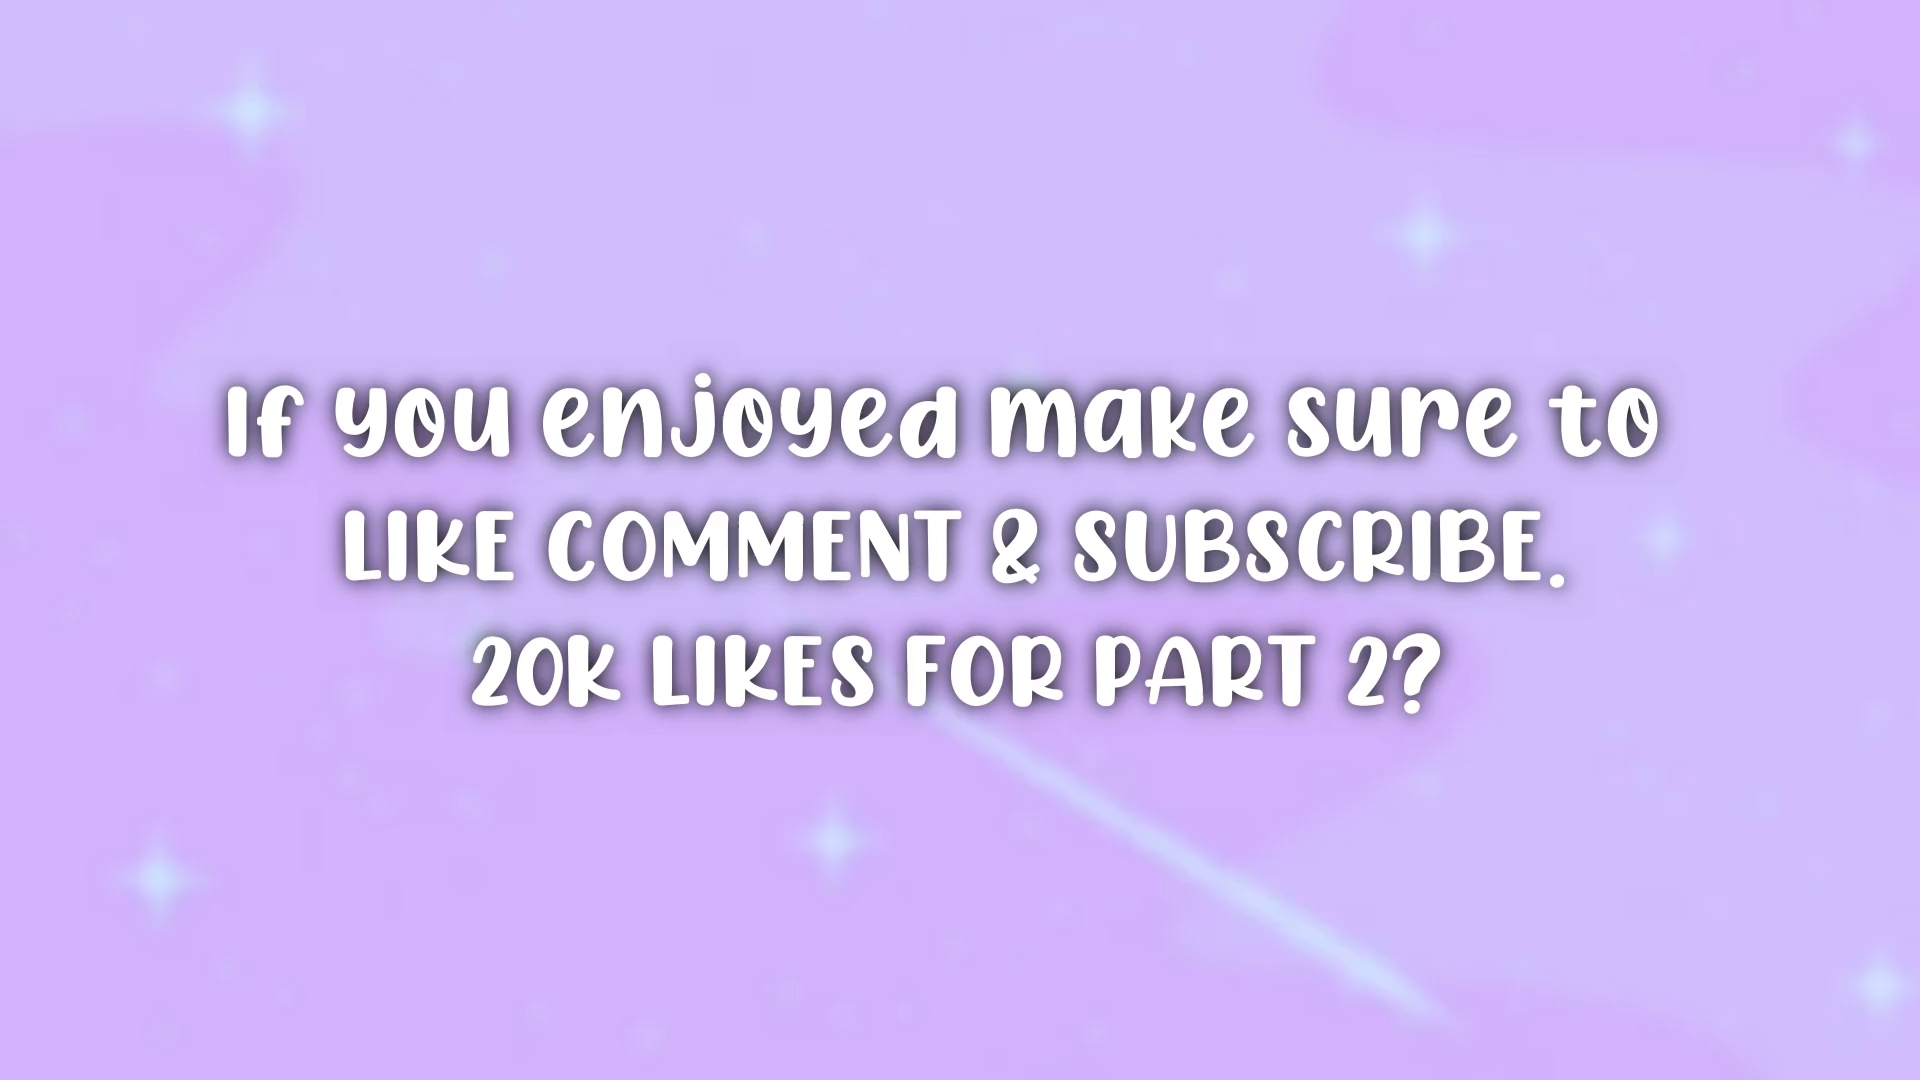 If you enjoyed make sure to
LIKE COMMENT & SUBSCRIBE.
20K LIKES FOR PART 2?